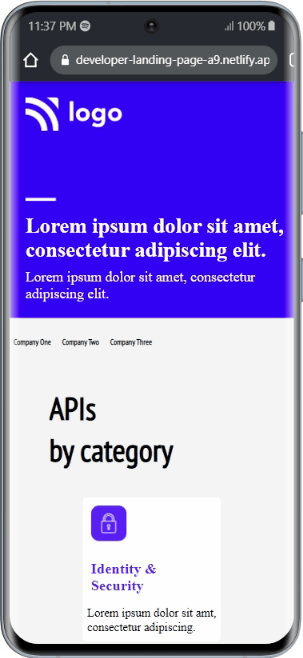 11:37 PM
100%
developer-landing-page-a9.netlify.ap
logo
Lorem ipsum dolor sit amet,
consectetur adipiscing elit.
Lorem ipsum dolor sit amet, consectetur
adipiscing elit.
Company One Company Two Company Three
APIs
by category
Identity &
Security
Lorem ipsum dolor sit amt,
consectetur adipiscing.